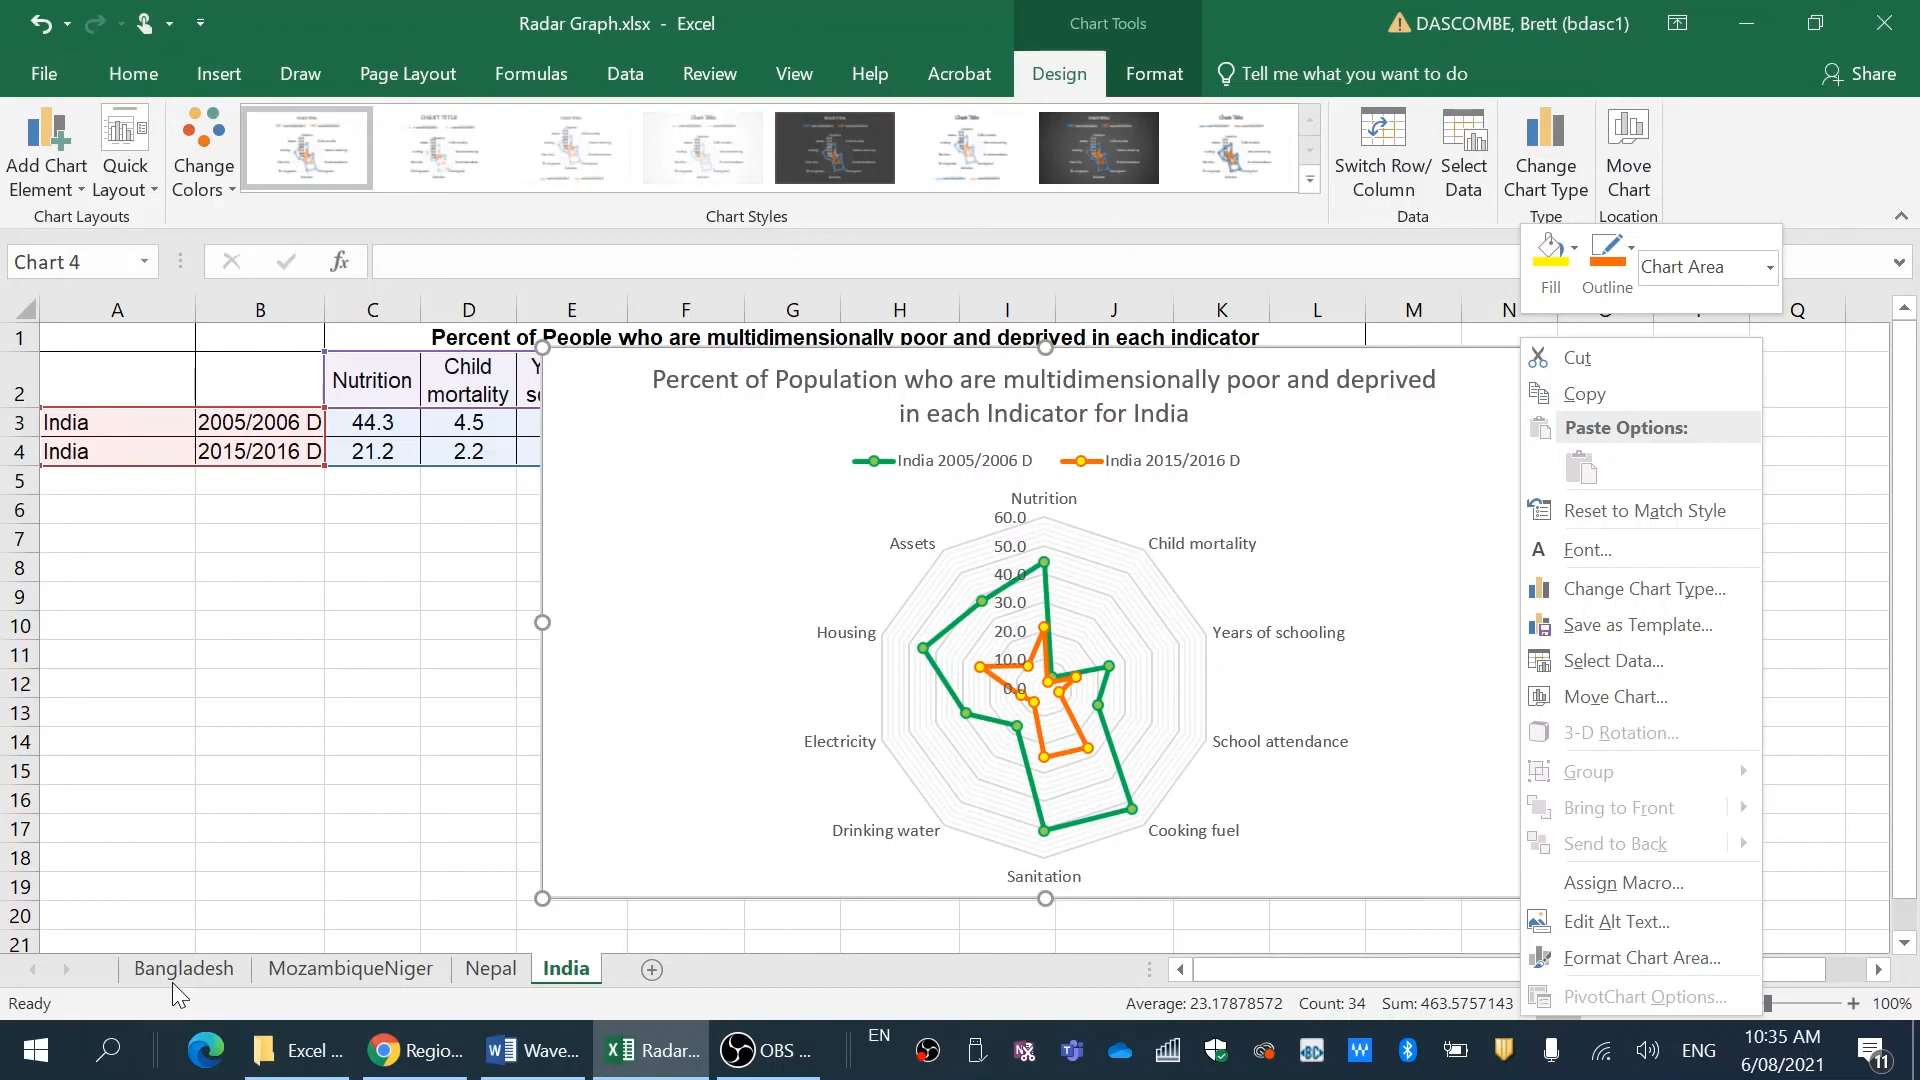 Radar Graph.xlsx - Excel
Chart Tools
DASCOMBE, Brett (bdasc1)
File Home Insert Draw Page Layout Formulas Data Review View Help Acrobat Design Format Tell me what you want to do Share
Add Chart Element
Quick Layout
Change Colors
Switch Row/ Column
Select Data
Change Chart Type
Move Chart
Chart Layouts
Chart Styles
Data
Type
Location
Chart 4
fx
Chart Area
Fill
Outline
A B C D E F G H I J K L M N Q
1
Percent of People who are multidimensionally poor and deprived in each indicator
2
Nutrition
Child mortality
3 India 2005/2006 D 44.3 4.5
4 India 2015/2016 D 21.2 2.2
5
6
7
8
9
10
11
12
13
14
15
16
17
18
19
20
21
Percent of Population who are multidimensionally poor and deprived
in each Indicator for India
India 2005/2006 D India 2015/2016 D
Nutrition
60.0
50.0
40.0
30.0
20.0
10.0
0.0
Child mortality
Years of schooling
School attendance
Cooking fuel
Sanitation
Drinking water
Electricity
Housing
Assets
Cut
Copy
Paste Options:
Reset to Match Style
Font...
Change Chart Type...
Save as Template...
Select Data...
Move Chart...
3-D Rotation...
Group
Bring to Front
Send to Back
Assign Macro...
Edit Alt Text...
Format Chart Area...
PivotChart Options...
Bangladesh MozambiqueNiger Nepal India
Ready
Average: 23.17878572 Count: 34 Sum: 463.5757143
100%
Excel ...
Regio...
Wave...
Radar...
OBS ...
EN
ENG
10:35 AM
6/08/2021
11